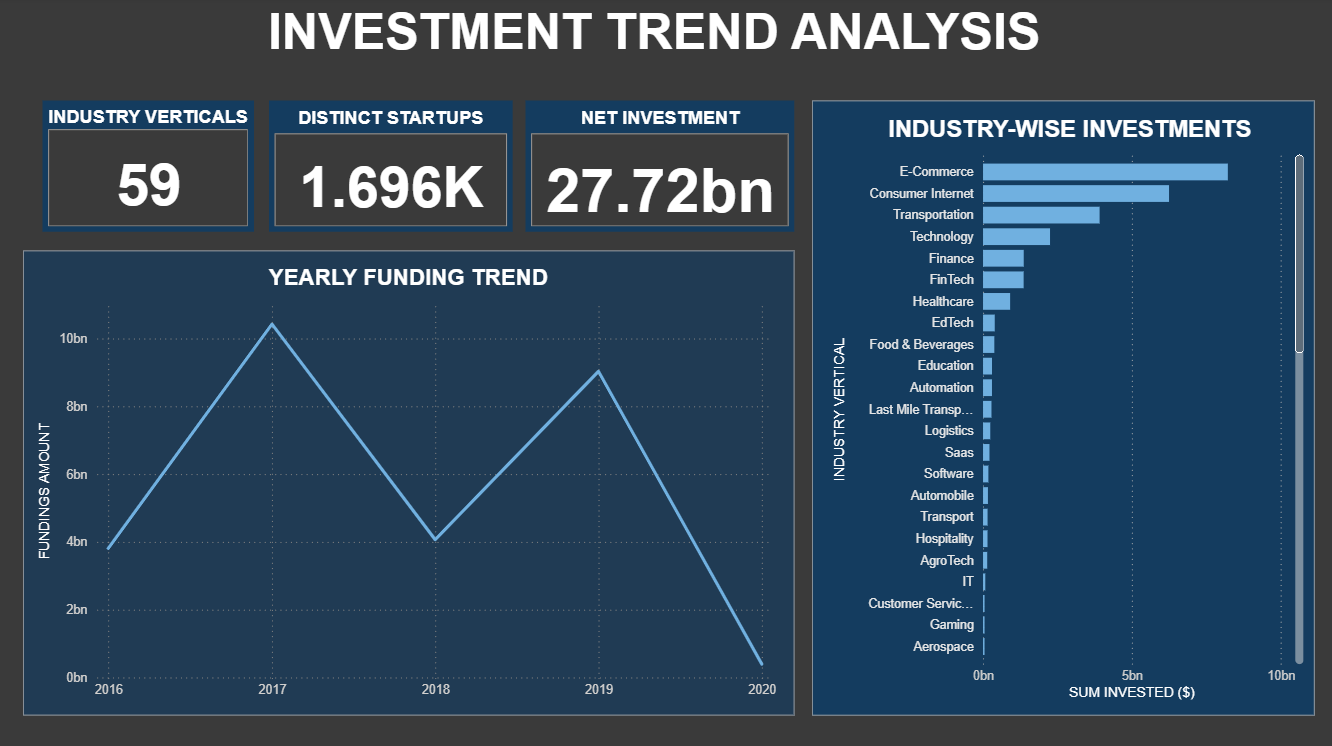 INVESTMENT TREND ANALYSIS
INDUSTRY VERTICALS
59
DISTINCT STARTUPS
1.696K
NET INVESTMENT
27.72bn
YEARLY FUNDING TREND
FUNDINGS AMOUNT
10bn
8bn
6bn
4bn
2bn
0bn
2016 2017 2018 2019 2020
INDUSTRY-WISE INVESTMENTS
INDUSTRY VERTICAL
E-Commerce
Consumer Internet
Transportation
Technology
Finance
FinTech
Healthcare
EdTech
Food & Beverages
Education
Automation
Last Mile Transp...
Logistics
Saas
Software
Automobile
Transport
Hospitality
AgroTech
IT
Customer Servic...
Gaming
Aerospace
0bn 5bn 10bn
SUM INVESTED ($)